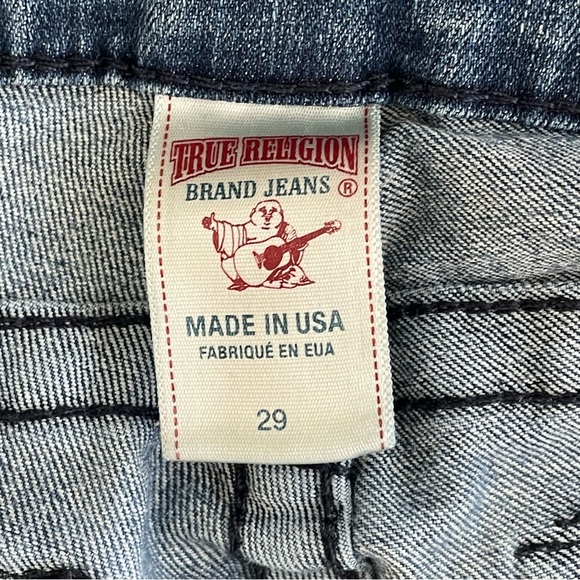 TRUE RELIGION
BRAND JEANS ®
MADE IN USA
FABRIQUÉ EN EUA
29